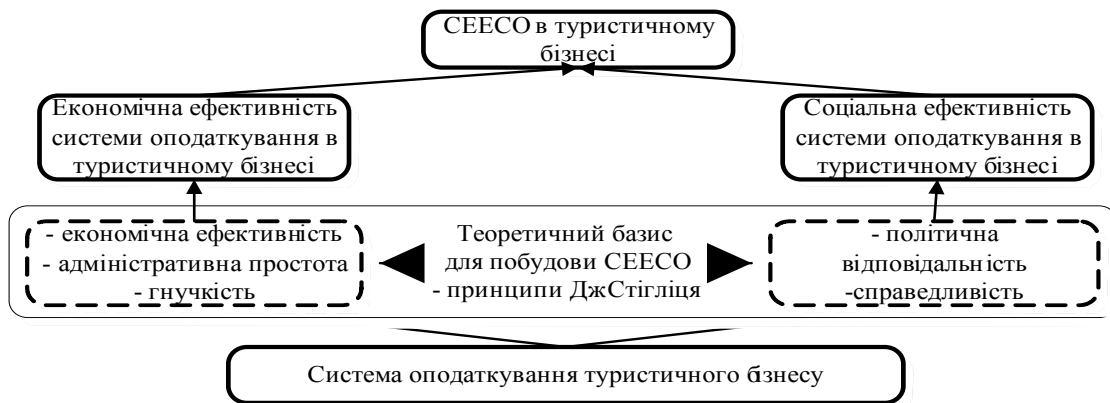 СЕЕСО в туристичному
бізнесі
Економічна ефективність
системи оподаткування в
туристичному бізнесі
Соціальна ефективність
системи оподаткування в
туристичному бізнесі
- економічна ефективність
- адміністративна простота
- гнучкість
Теоретичний базис
для побудови СЕЕСО
- принципи ДжСтігліця
- політична
відповідальність
-справедливість
Система оподаткування туристичного бізнесу